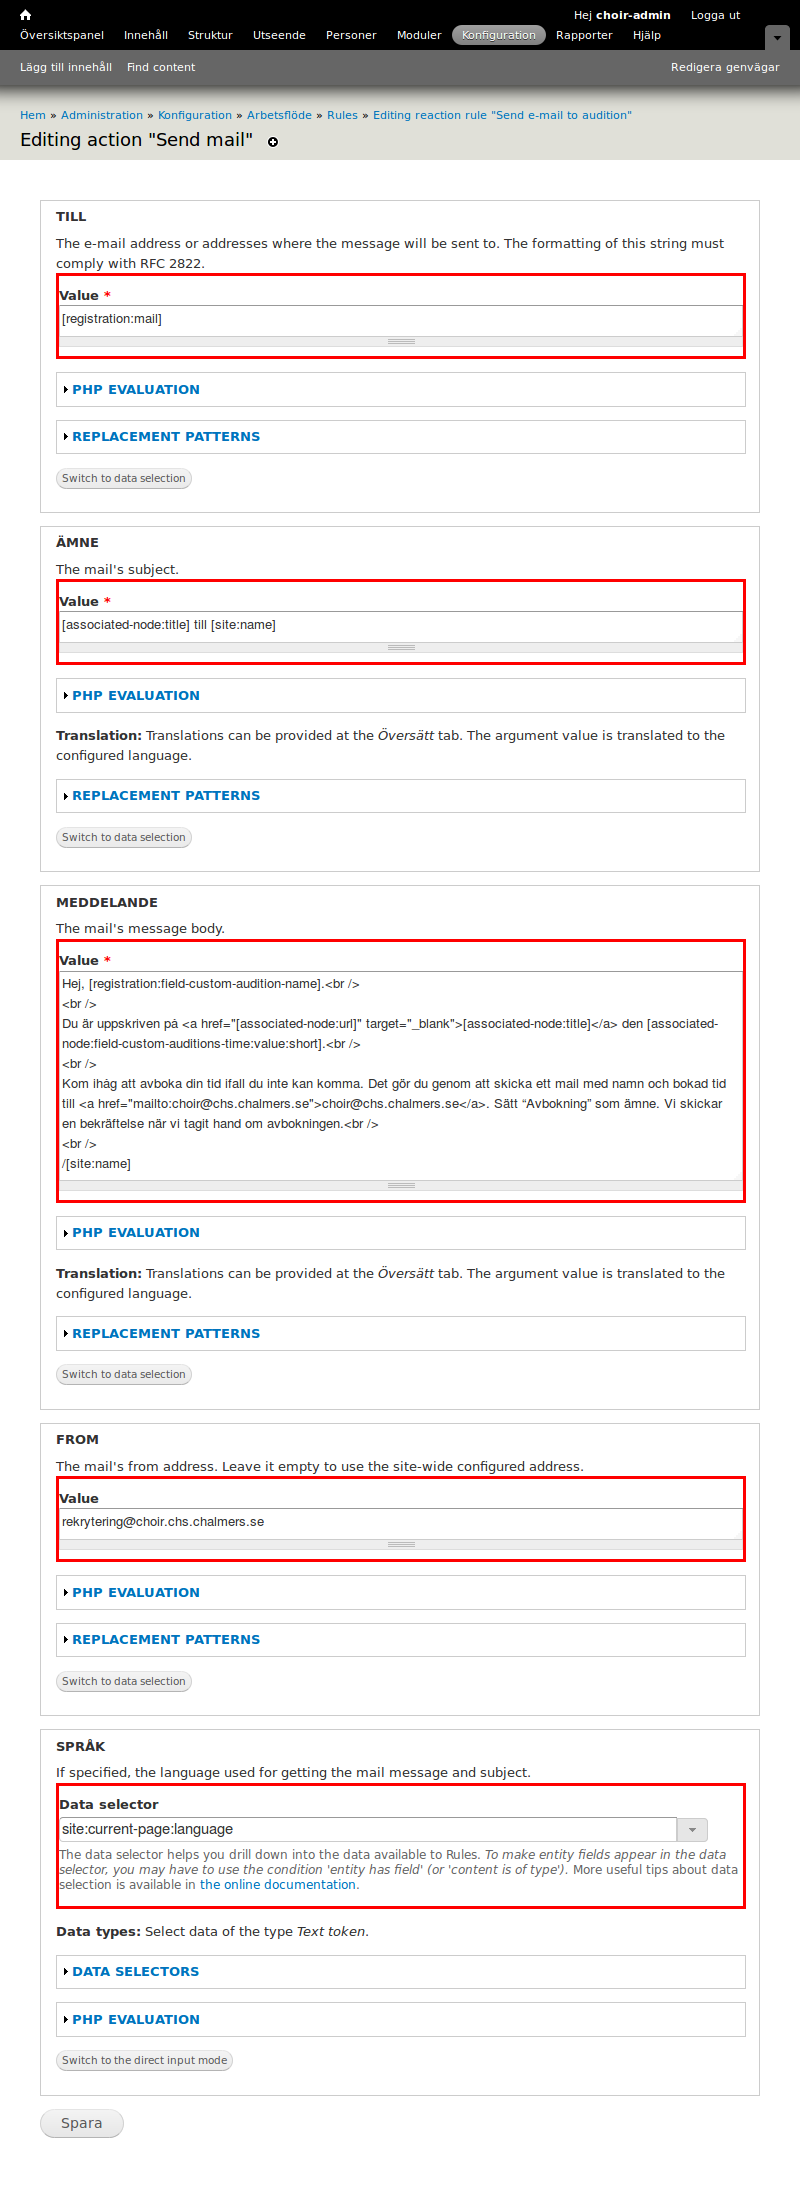 Hej choir-admin Logga ut
Översiktspanel Innehåll Struktur Utseende Personer Moduler Konfiguration Rapporter Hjälp
Lägg till innehåll Find content Redigera genvägar
Hem » Administration » Konfiguration » Arbetsflöde » Rules » Editing reaction rule "Send e-mail to audition"
Editing action "Send mail"
TILL
The e-mail address or addresses where the message will be sent to. The formatting of this string must
comply with RFC 2822.
Value *
[registration:mail]
PHP EVALUATION
REPLACEMENT PATTERNS
Switch to data selection
ÄMNE
The mail's subject.
Value *
[associated-node:title] till [site:name]
PHP EVALUATION
Translation: Translations can be provided at the Översätt tab. The argument value is translated to the
configured language.
REPLACEMENT PATTERNS
Switch to data selection
MEDDELANDE
The mail's message body.
Value *
Hej, [registration:field-custom-audition-name].<br />
<br />
Du är uppskriven på <a href="[associated-node:url]" target="_blank">[associated-node:title]</a> den [associated-
node:field-custom-auditions-time:value:short].<br />
<br />
Kom ihåg att avboka din tid ifall du inte kan komma. Det gör du genom att skicka ett mail med namn och bokad tid
till <a href="mailto:choir@chs.chalmers.se">choir@chs.chalmers.se</a>. Sätt “Avbokning” som ämne. Vi skickar
en bekräftelse när vi tagit hand om avbokningen.<br />
<br />
/[site:name]
PHP EVALUATION
Translation: Translations can be provided at the Översätt tab. The argument value is translated to the
configured language.
REPLACEMENT PATTERNS
Switch to data selection
FROM
The mail's from address. Leave it empty to use the site-wide configured address.
Value
rekrytering@choir.chs.chalmers.se
PHP EVALUATION
REPLACEMENT PATTERNS
Switch to data selection
SPRÅK
If specified, the language used for getting the mail message and subject.
Data selector
site:current-page:language
The data selector helps you drill down into the data available to Rules. To make entity fields appear in the data
selector, you may have to use the condition 'entity has field' (or 'content is of type'). More useful tips about data
selection is available in the online documentation.
Data types: Select data of the type Text token.
DATA SELECTORS
PHP EVALUATION
Switch to the direct input mode
Spara